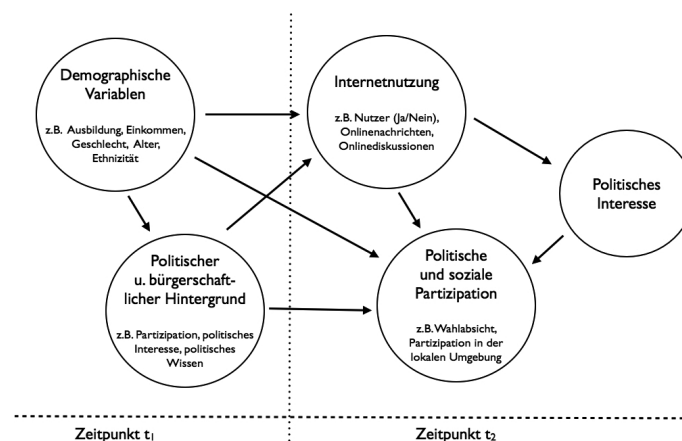 Demographische
Variablen
z.B. Ausbildung, Einkommen,
Geschlecht, Alter,
Ethnizität
Internetnutzung
z.B. Nutzer (Ja/Nein),
Onlinenachrichten,
Onlinediskussionen
Politisches
Interesse
Politischer
u. bürgerschaft-
licher Hintergrund
z.B. Partizipation, politisches
Interesse, politisches
Wissen
Politische
und soziale
Partizipation
z.B. Wahlabsicht,
Partizipation in der
lokalen Umgebung
Zeitpunkt t1
Zeitpunkt t2